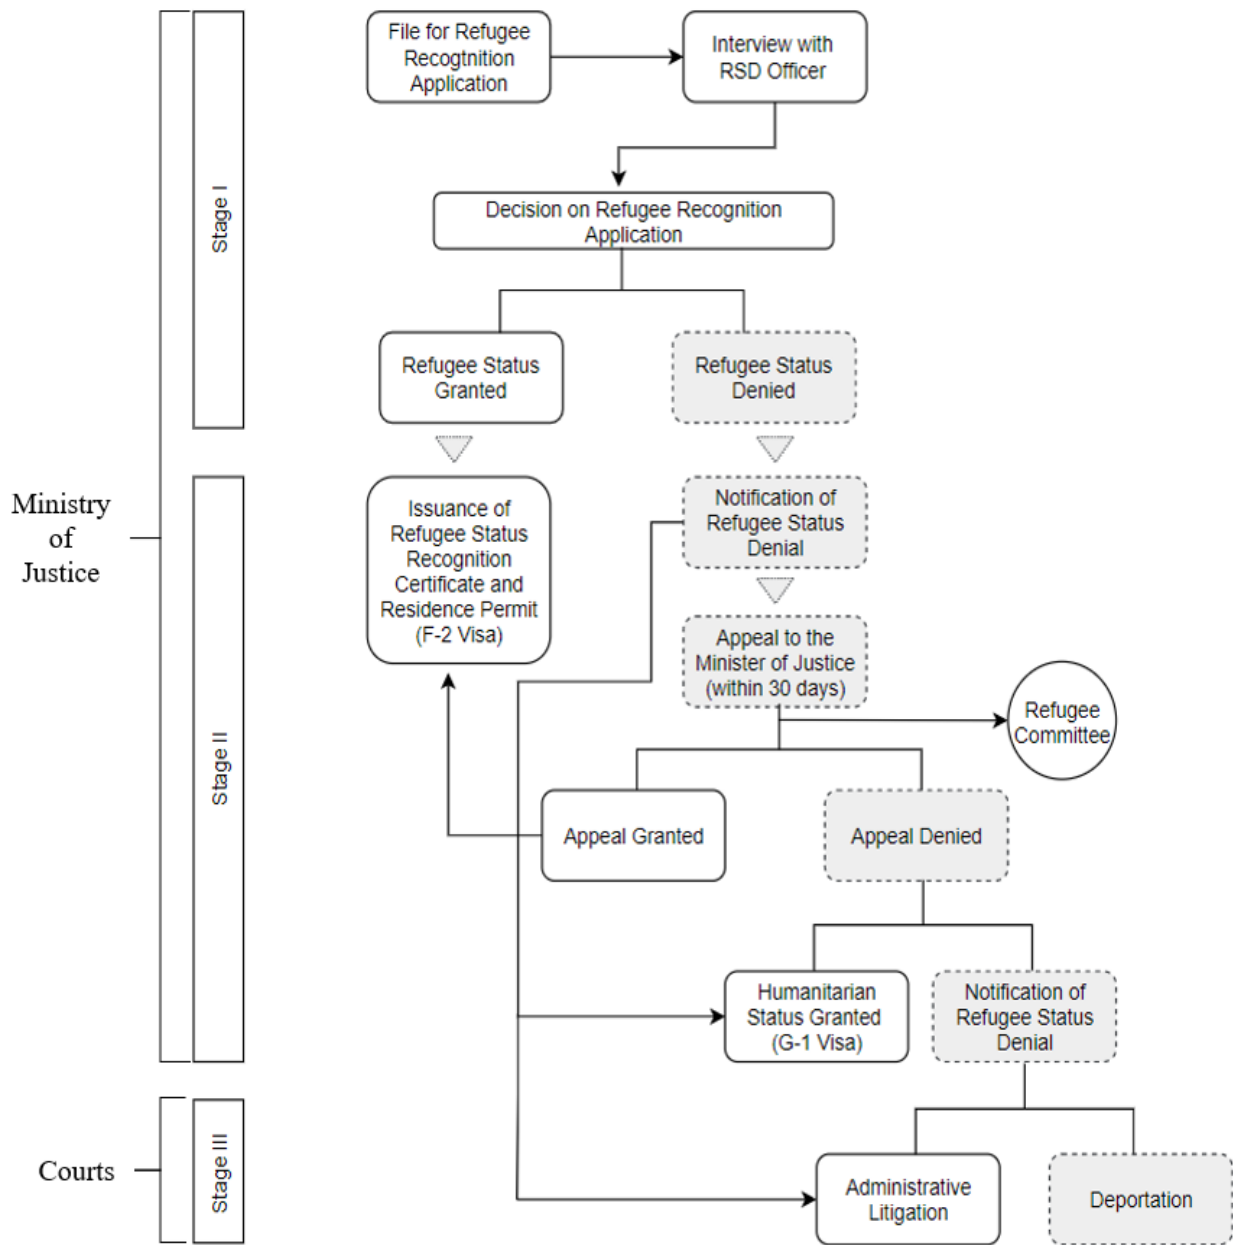 File for Refugee
Recogtnition
Application
Interview with
RSD Officer
Stage I
Decision on Refugee Recognition
Application
Refugee Status
Granted
Refugee Status
Denied
Ministry
of
Justice
Stage II
Issuance of
Refugee Status
Recognition
Certificate and
Residence Permit
(F-2 Visa)
Notification of
Refugee Status
Denial
Appeal to the
Minister of Justice
(within 30 days)
Refugee
Committee
Appeal Granted
Appeal Denied
Humanitarian
Status Granted
(G-1 Visa)
Notification of
Refugee Status
Denial
Courts
Stage III
Administrative
Litigation
Deportation